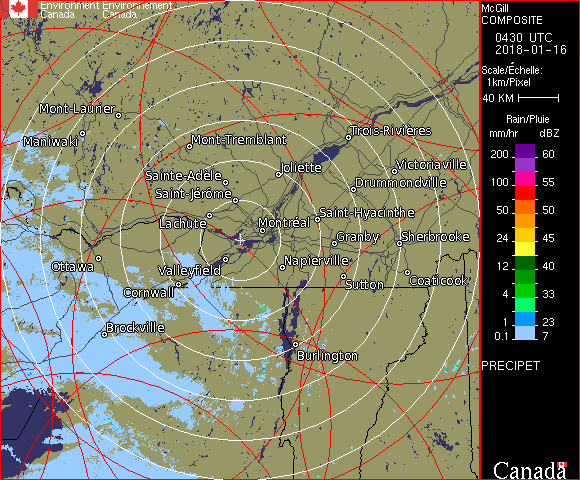 Environment Environnement
Canada Canada
McGill
COMPOSITE
0430 UTC
2018-01-16
Scale/Échelle:
1km/Pixel
40 KM
Rain/Pluie
mm/hr dBZ
200 60
100 55
50 50
24 45
12 40
4 33
1 23
0.1 7
PRECIPET
Canada
Mont-Laurier
Maniwaki
Mont-Tremblant
Trois-Rivières
Victoriaville
Joliette
Sainte-Adèle
Drummondville
Saint-Jérôme
Saint-Hyacinthe
Lachute
Montréal
Granby
Sherbrooke
Ottawa
Valleyfield
Napierville
Sutton
Coaticook
Cornwall
Brockville
Burlington